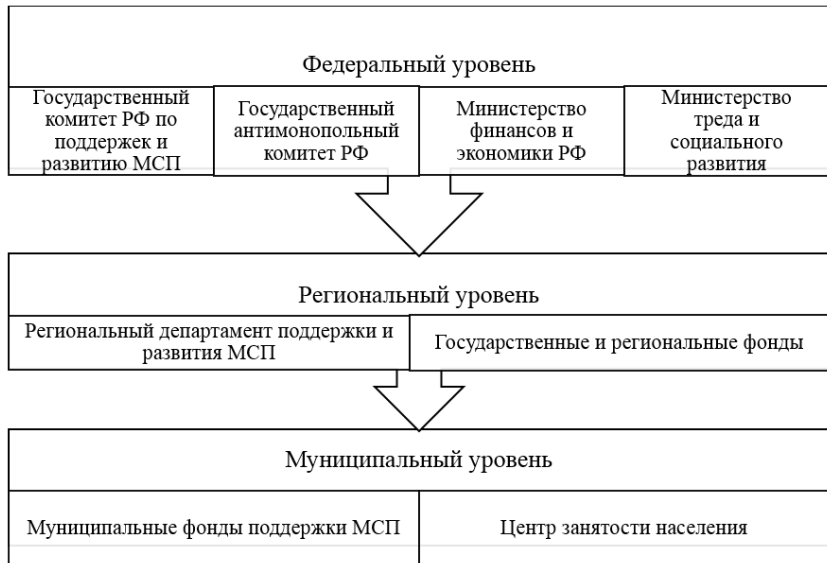 Федеральный уровень
Государственный
комитет РФ по
поддержек и
развитию МСП
Государственный
антимонопольный
комитет РФ
Министерство
финансов и
экономики РФ
Министерство
треда и
социального
развития
Региональный уровень
Региональный департамент поддержки и
развития МСП
Государственные и региональные фонды
Муниципальный уровень
Муниципальные фонды поддержки МСП
Центр занятости населения